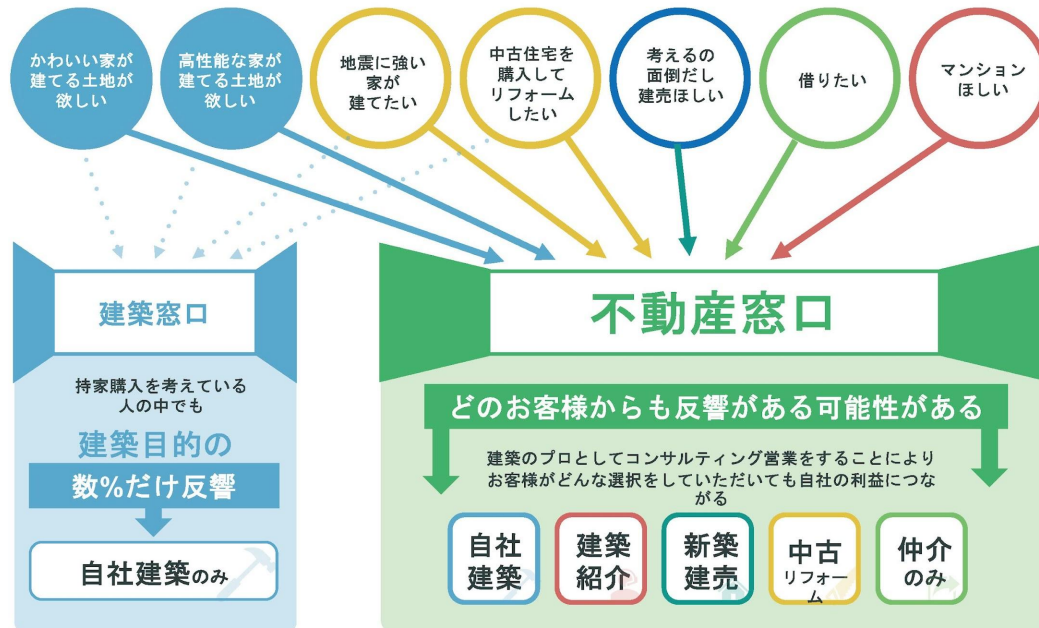 かわいい家が
建てる土地が
欲しい
高性能な家が
建てる土地が
欲しい
地震に強い
家が
建てたい
中古住宅を
購入して
リフォーム
したい
考えるの
面倒だし
建売ほしい
借りたい
マンション
ほしい
建築窓口
持家購入を考えている
人の中でも
建築目的の
数%だけ反響
自社建築のみ
不動産窓口
どのお客様からも反響がある可能性がある
建築のプロとしてコンサルティング営業をすることにより
お客様がどんな選択をしていただいても自社の利益につな
がる
自社
建築
建築
紹介
新築
建売
中古
リフォー
ム
仲介
のみ